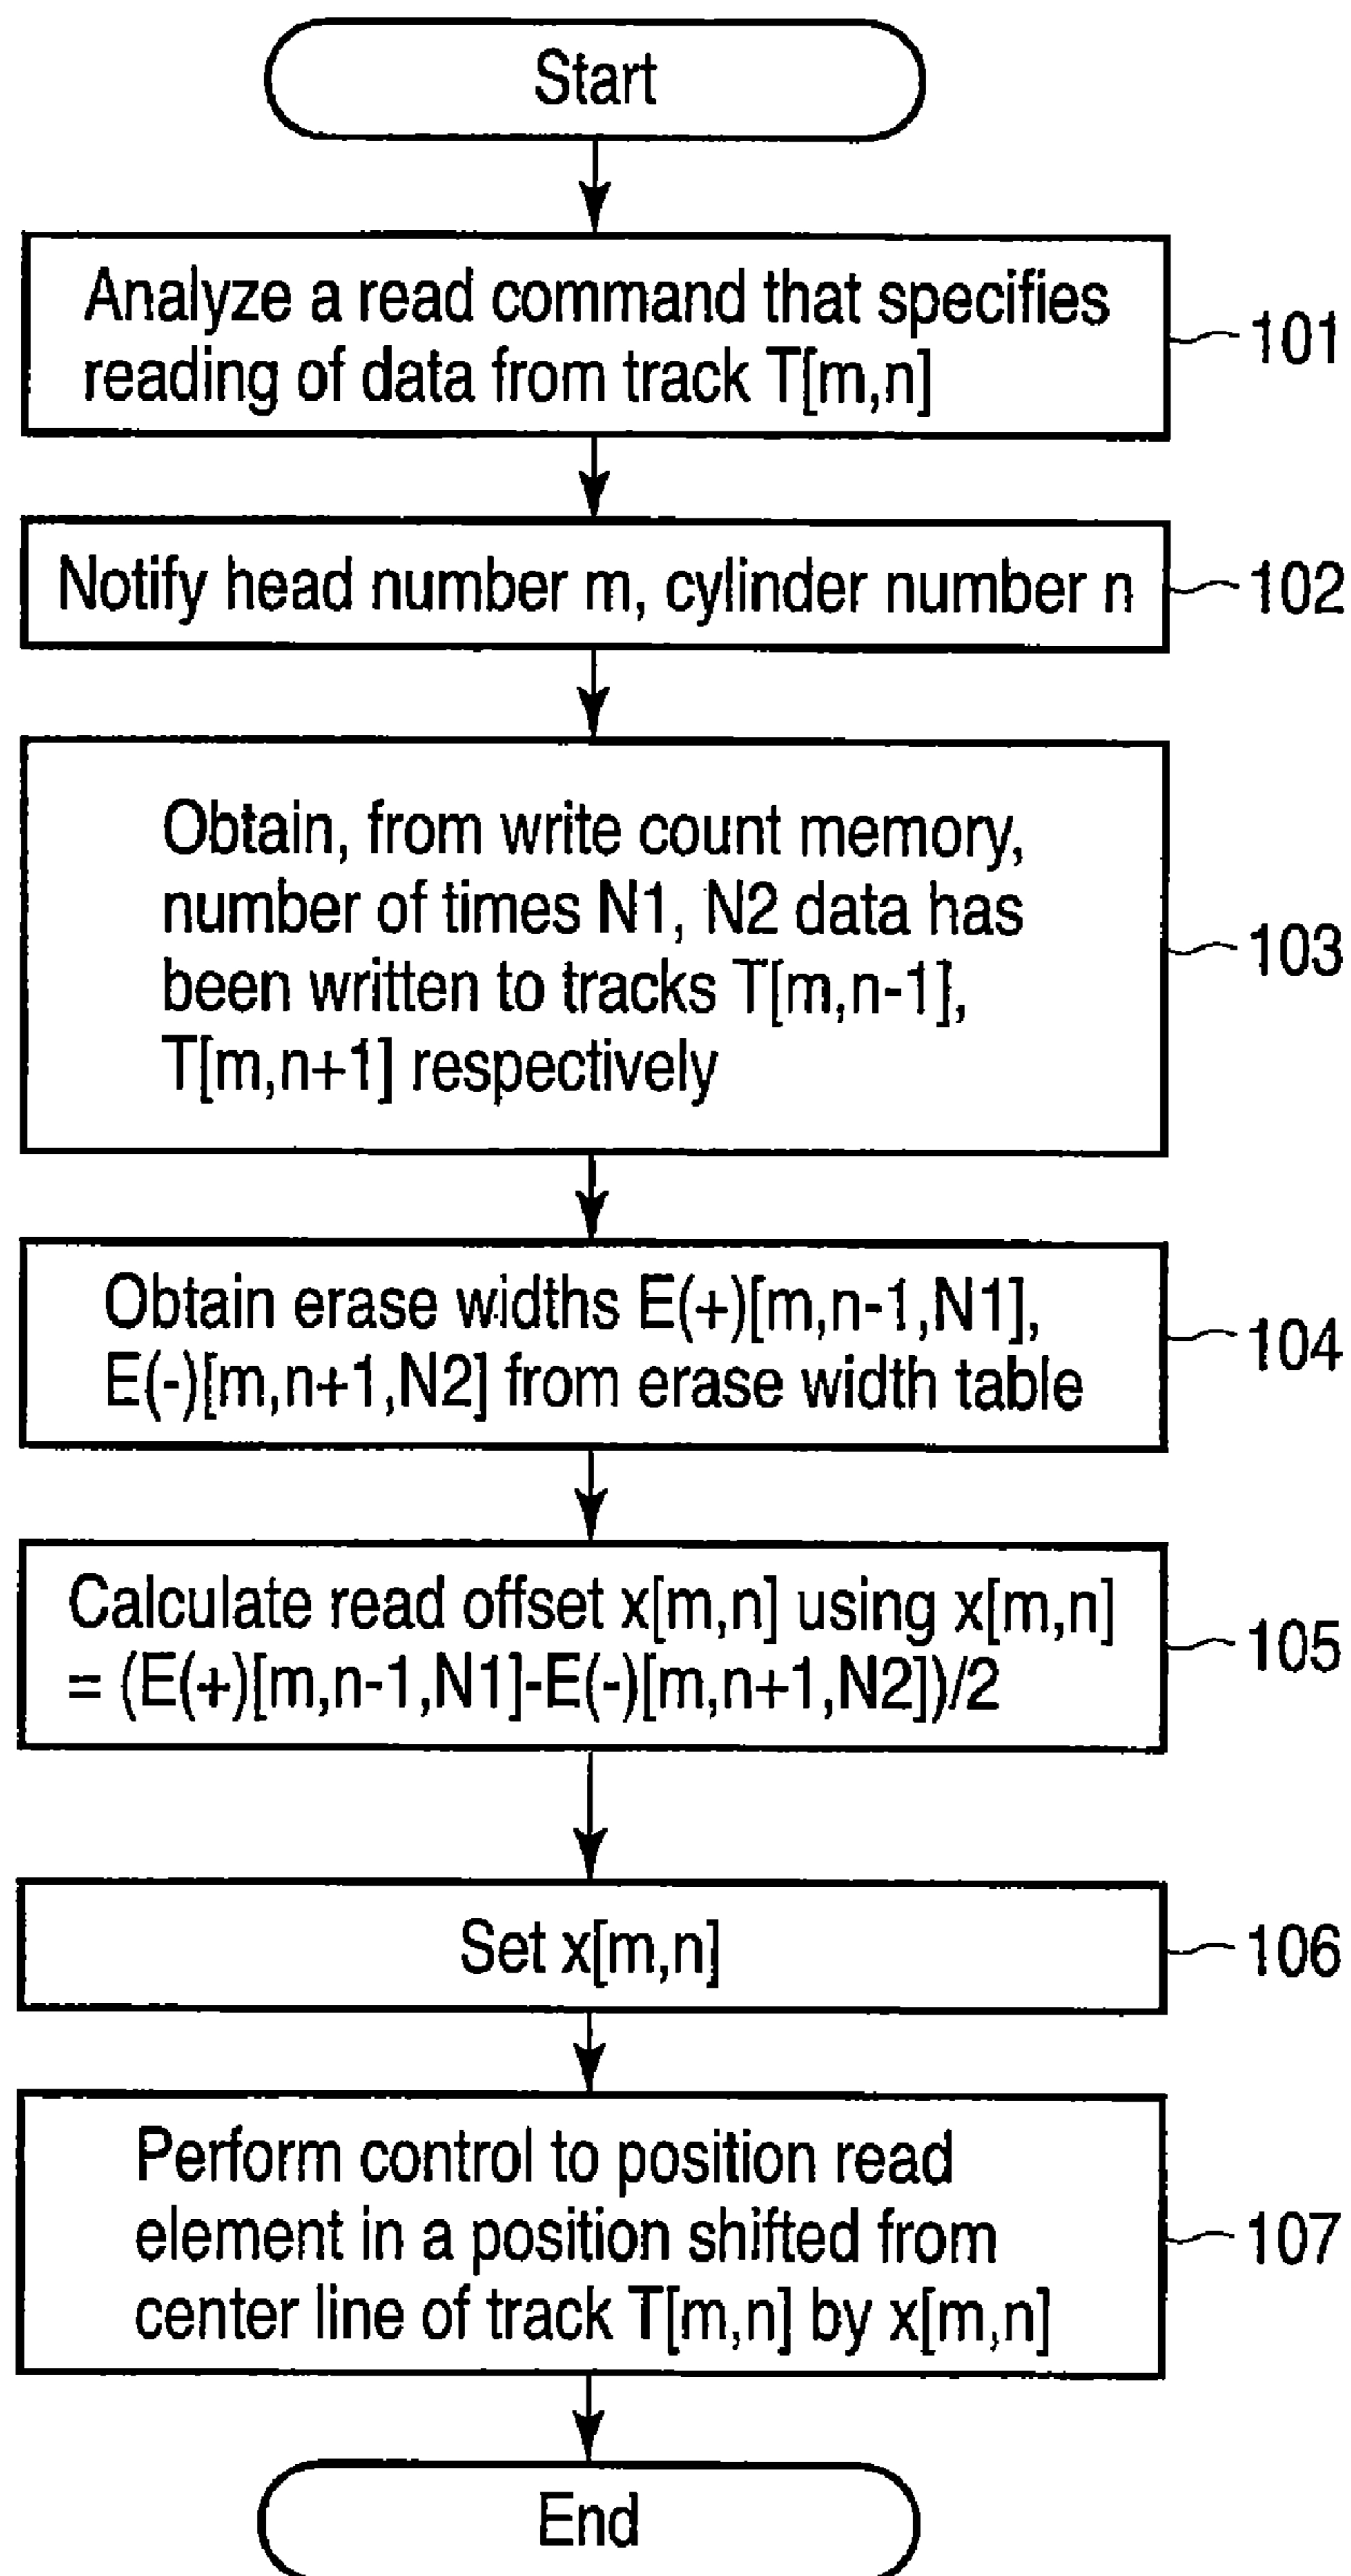 Start
Analyze a read command that specifies
reading of data from track T[m,n]
101
Notify head number m, cylinder number n
102
Obtain, from write count memory,
number of times N1, N2 data has
been written to tracks T[m,n-1],
T[m,n+1] respectively
103
Obtain erase widths E(+)[m,n-1,N1],
E(-)[m,n+1,N2] from erase width table
104
Calculate read offset x[m,n] using x[m,n]
= (E(+)[m,n-1,N1]-E(-)[m,n+1,N2])/2
105
Set x[m,n]
106
Perform control to position read
element in a position shifted from
center line of track T[m,n] by x[m,n]
107
End